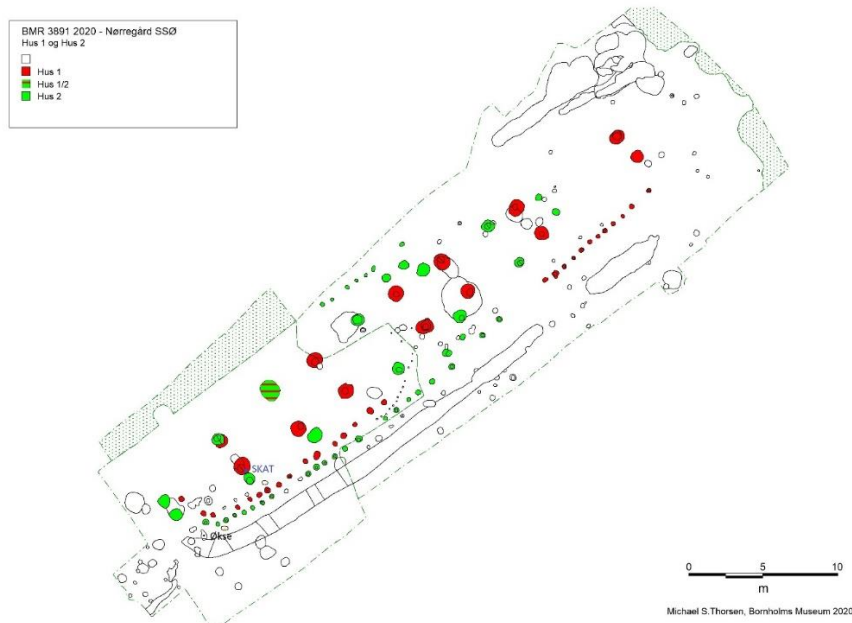 BMR 3891 2020 - Nørregård SSØ
Hus 1 og Hus 2
Hus 1
Hus 1/2
Hus 2
SKAT
Økse
0 5 10
m
Michael S.Thorsen, Bornholms Museum 2020